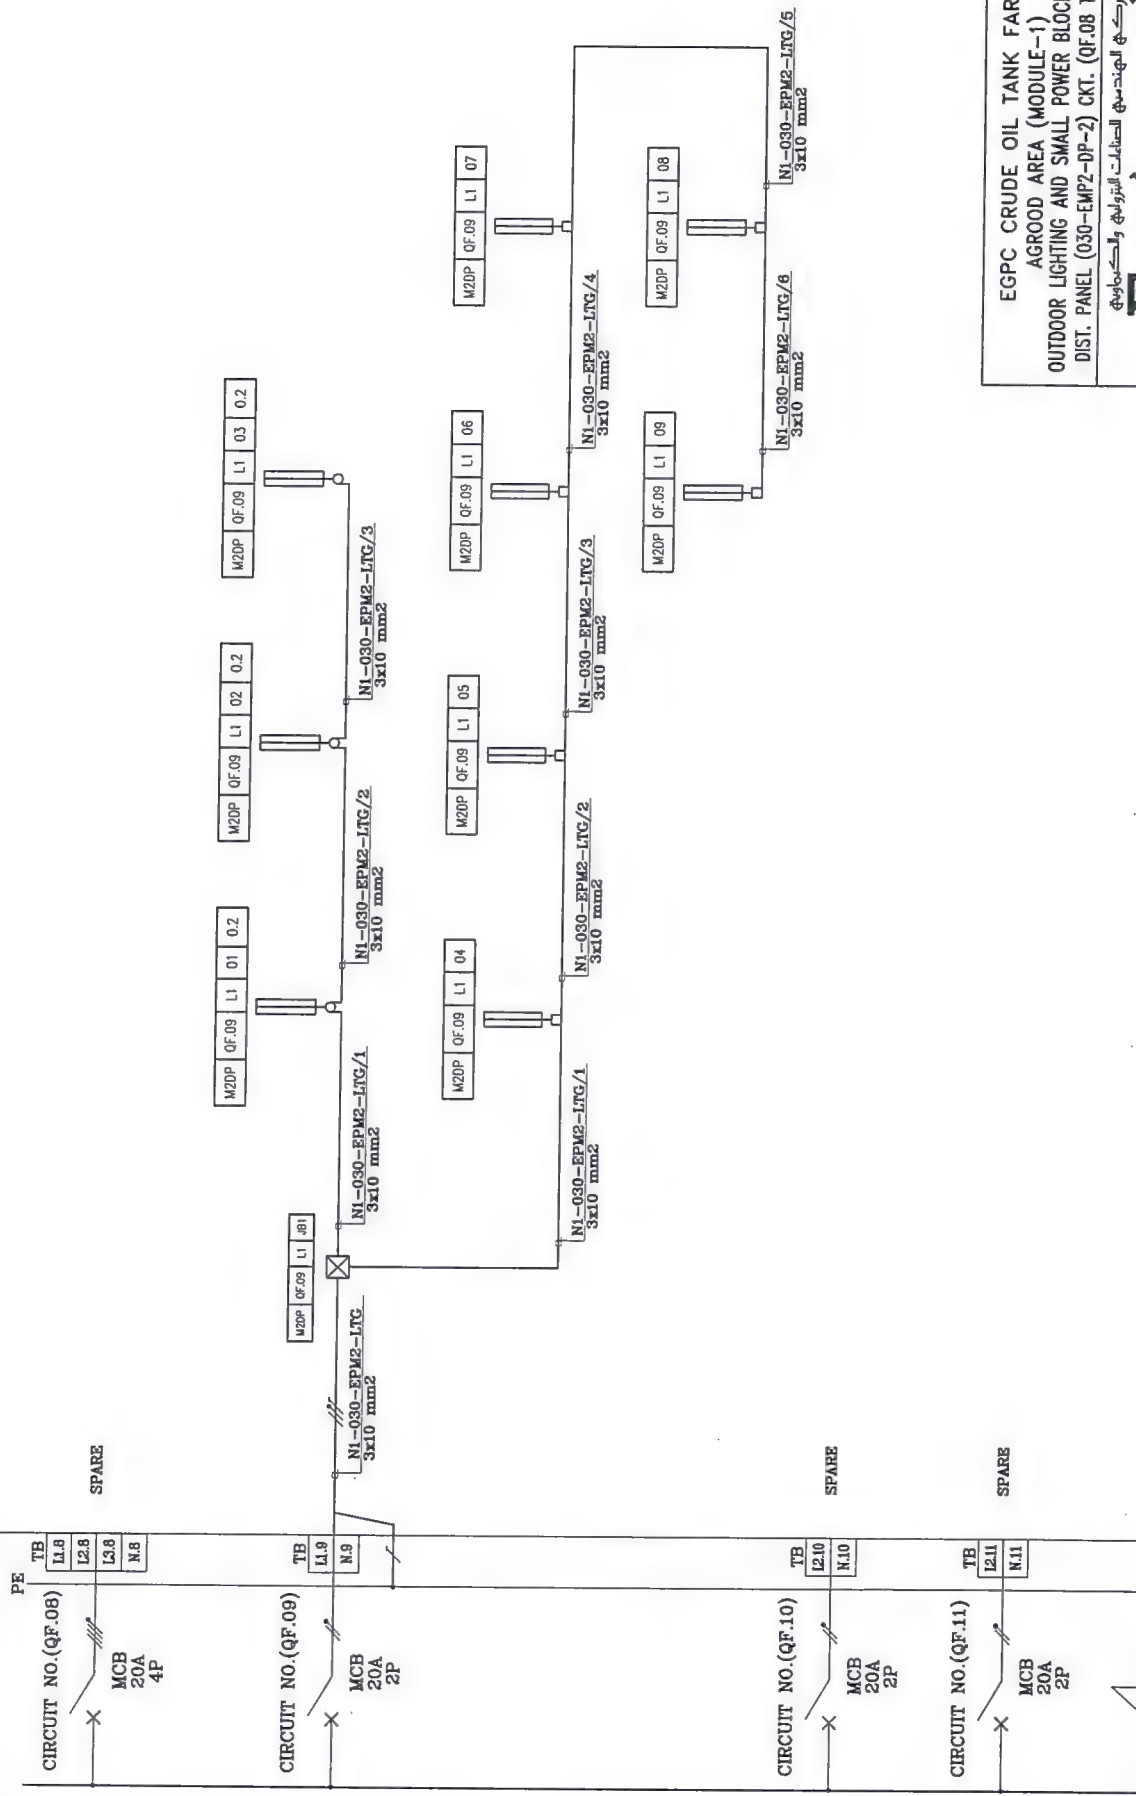 PE
CIRCUIT NO.(QF.08)
MCB
20A
4P
TB
L1.8
L2.8
L3.8
N.8
SPARE
CIRCUIT NO.(QF.09)
MCB
20A
2P
TB
L1.9
N.9
N1-030-EPM2-LTG
3x10 mm2
M2DP QF.09 L1 JB1
N1-030-EPM2-LTG/1
3x10 mm2
M2DP QF.09 L1 01 0.2
N1-030-EPM2-LTG/2
3x10 mm2
M2DP QF.09 L1 02 0.2
N1-030-EPM2-LTG/3
3x10 mm2
M2DP QF.09 L1 03 0.2
N1-030-EPM2-LTG/1
3x10 mm2
M2DP QF.09 L1 04
N1-030-EPM2-LTG/2
3x10 mm2
M2DP QF.09 L1 05
N1-030-EPM2-LTG/3
3x10 mm2
M2DP QF.09 L1 06
N1-030-EPM2-LTG/4
3x10 mm2
M2DP QF.09 L1 07
N1-030-EPM2-LTG/5
3x10 mm2
M2DP QF.09 L1 08
N1-030-EPM2-LTG/6
3x10 mm2
M2DP QF.09 L1 09
CIRCUIT NO.(QF.10)
MCB
20A
2P
TB
L2.10
N.10
SPARE
CIRCUIT NO.(QF.11)
MCB
20A
2P
TB
L2.11
N.11
SPARE
EGPC CRUDE OIL TANK FAR
AGROOD AREA (MODULE-1)
OUTDOOR LIGHTING AND SMALL POWER BLOC
DIST. PANEL (030-EMP2-DP-2) CKT. (QF.08
الهندسية للصناعات البترولية والكيماوية